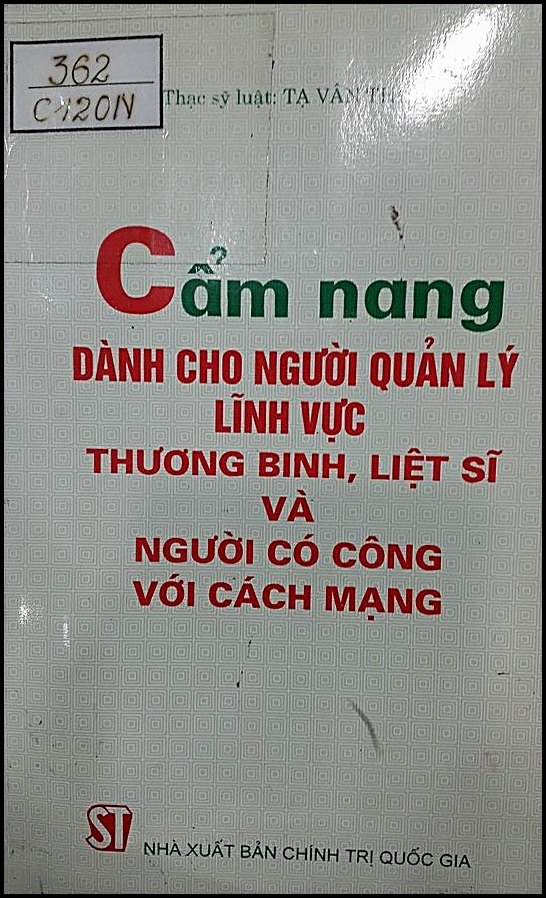 362
C120N
Thạc sỹ luật: TẠ VÂN
Cẩm nang
DÀNH CHO NGƯỜI QUẢN LÝ
LĨNH VỰC
THƯƠNG BINH, LIỆT SĨ
VÀ
NGƯỜI CÓ CÔNG
VỚI CÁCH MẠNG
ST
NHÀ XUẤT BẢN CHÍNH TRỊ QUỐC GIA